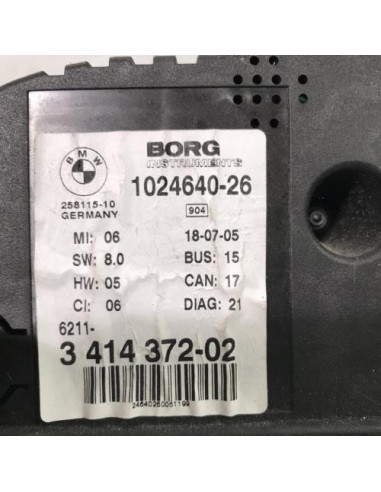 BMW
BORG
INSTRUMENTS
1024640-26
258115-10
GERMANY
904
MI: 06 18-07-05
SW: 8.0 BUS: 15
HW: 05 CAN: 17
CI: 06 DIAG: 21
6211-
3 414 372-02
24640260051199